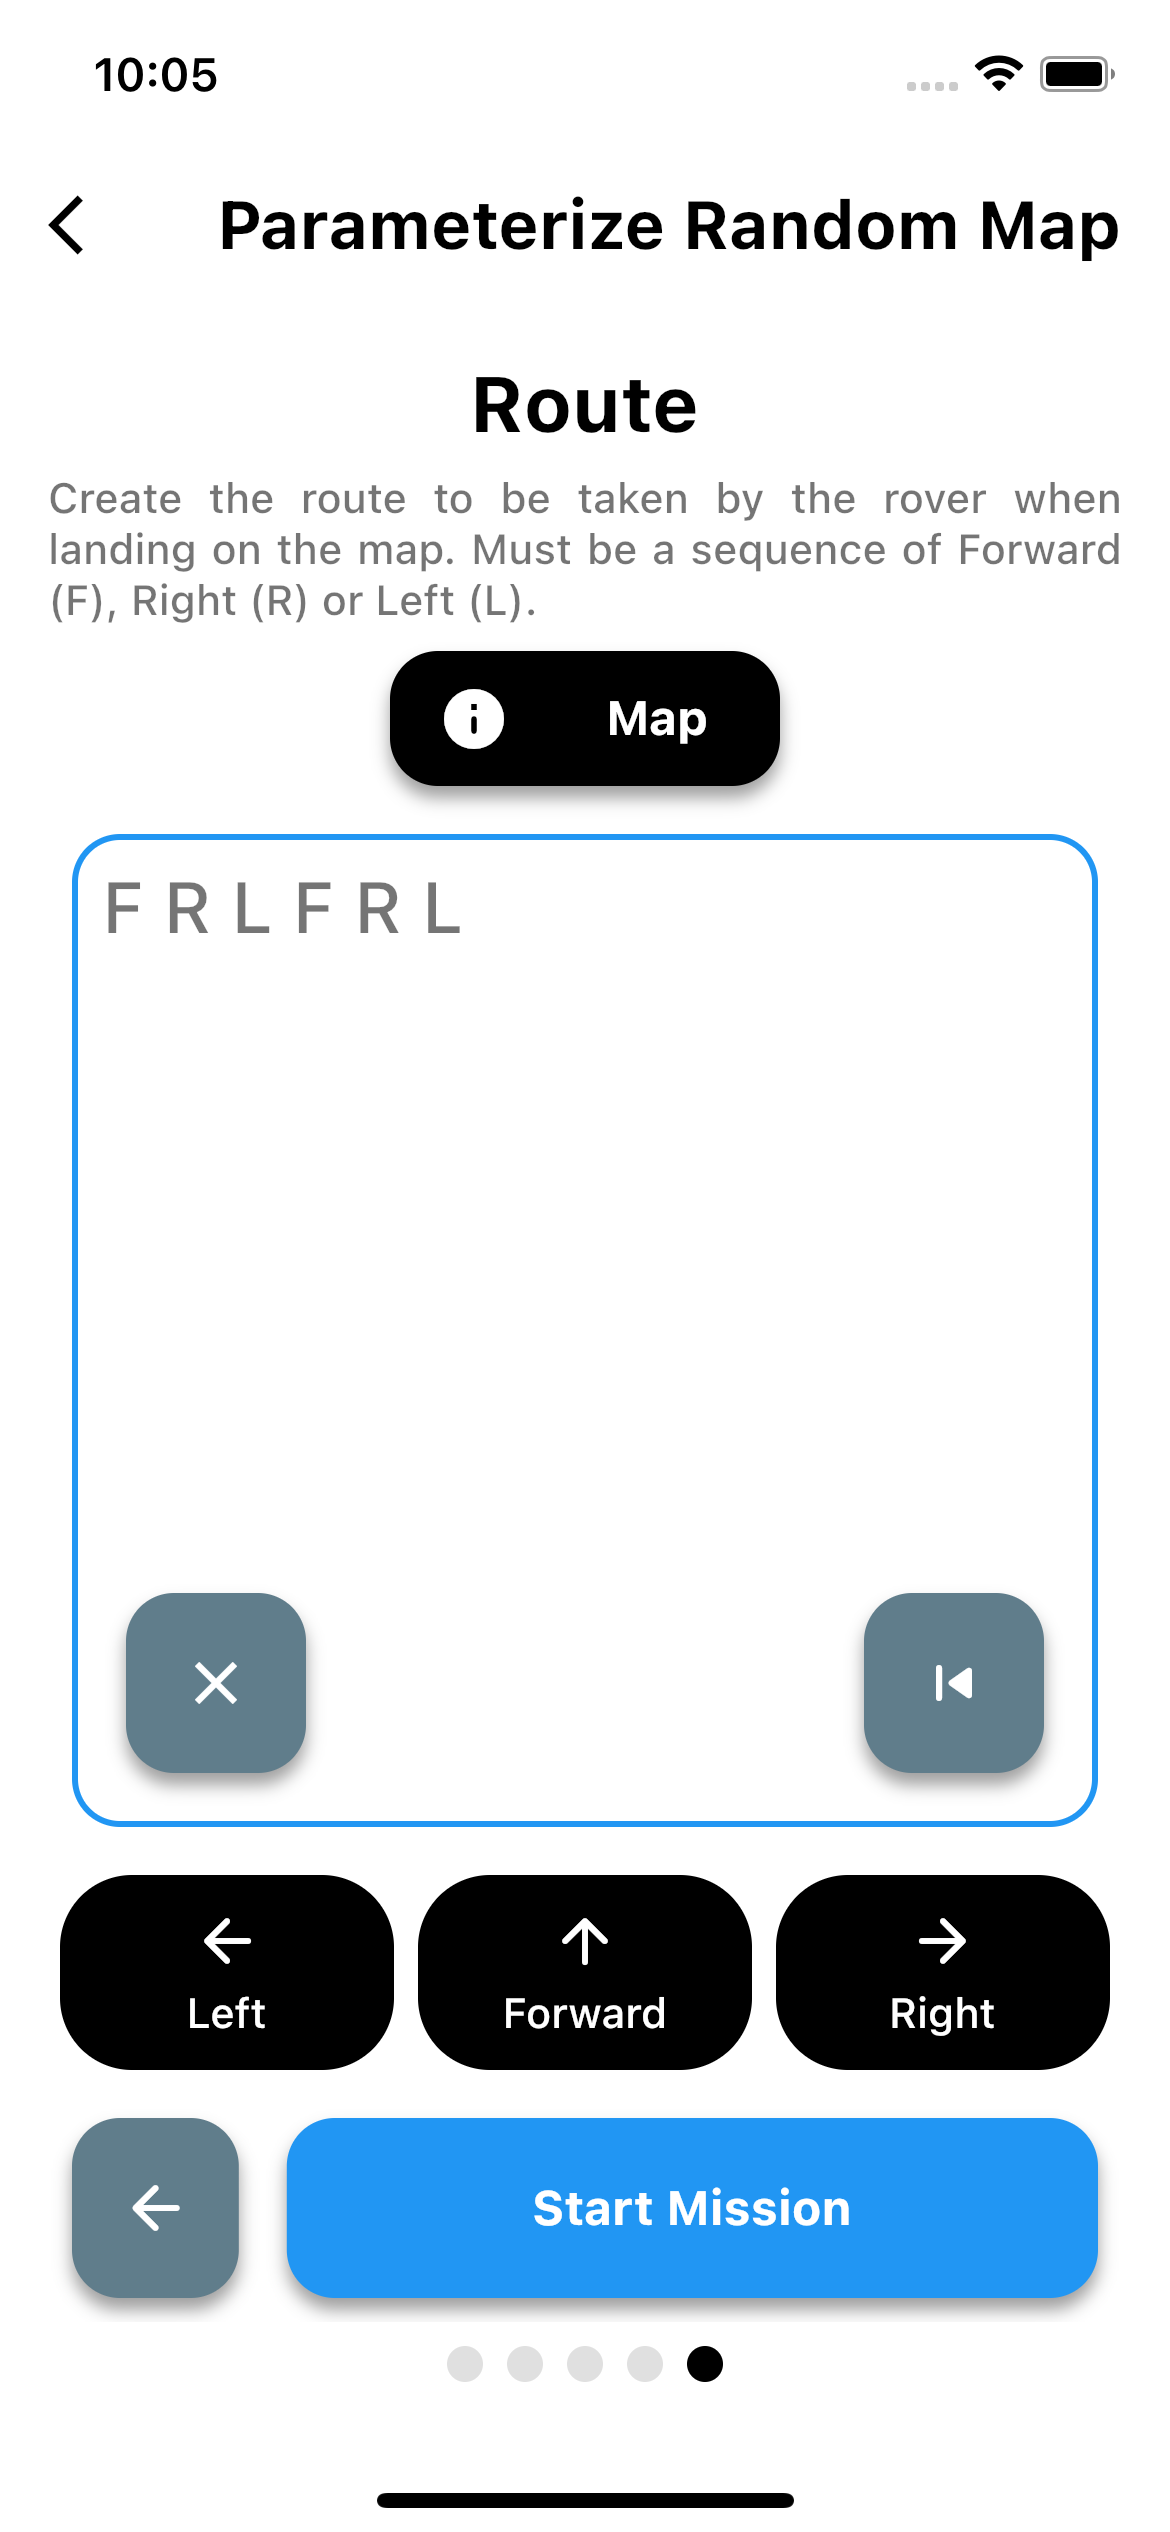 10:05
Parameterize Random Map
Route
Create the route to be taken by the rover when
landing on the map. Must be a sequence of Forward
(F), Right (R) or Left (L).
Map
F R L F R L
Left
Forward
Right
Start Mission